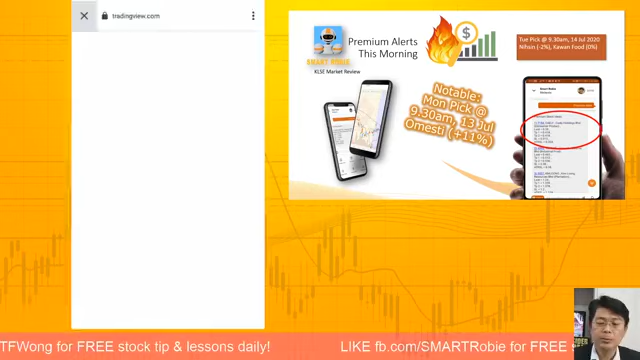 tradingview.com
SMART ROBIE
KLSE Market Review
Premium Alerts
This Morning
Tue Pick @ 9.30am, 14 Jul 2020
Nihsin (-2%), Kawan Food (0%)
Notable:
Mon Pick @
9.30am, 13 Jul
Omesti (+11%)
TFWong for FREE stock tip & lessons daily!
LIKE fb.com/SMARTRobie for FREE S